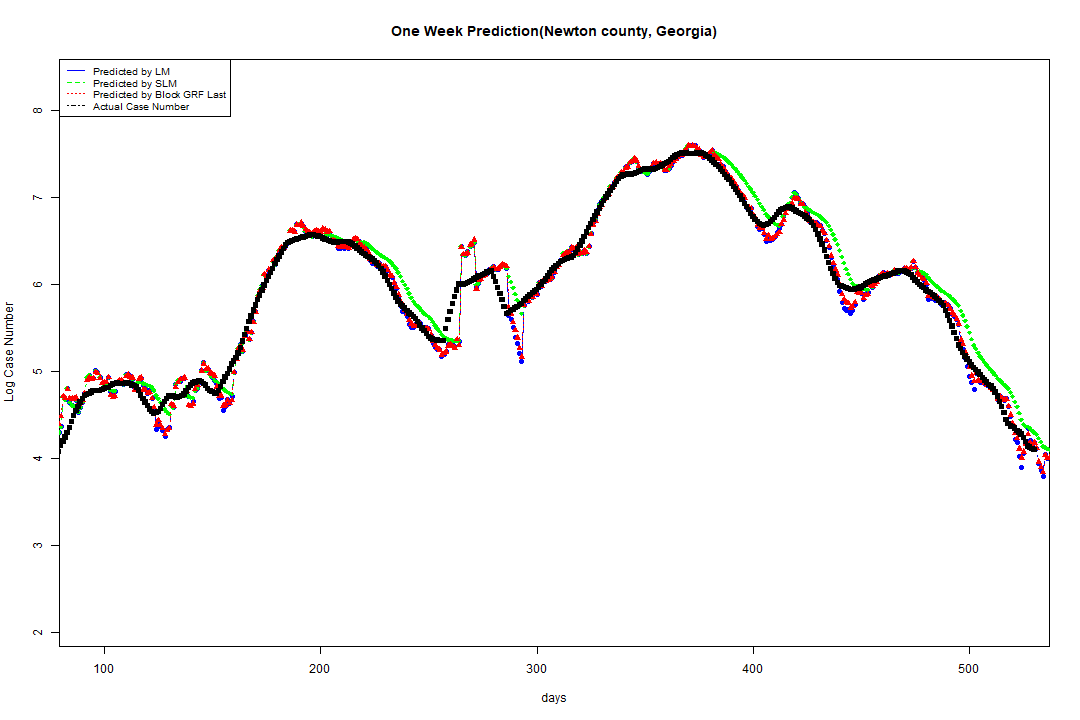 One Week Prediction(Newton county, Georgia)
Predicted by LM
Predicted by SLM
Predicted by Block GRF Last
Actual Case Number
8
7
6
5
4
3
2
Log Case Number
100 200 300 400 500
days